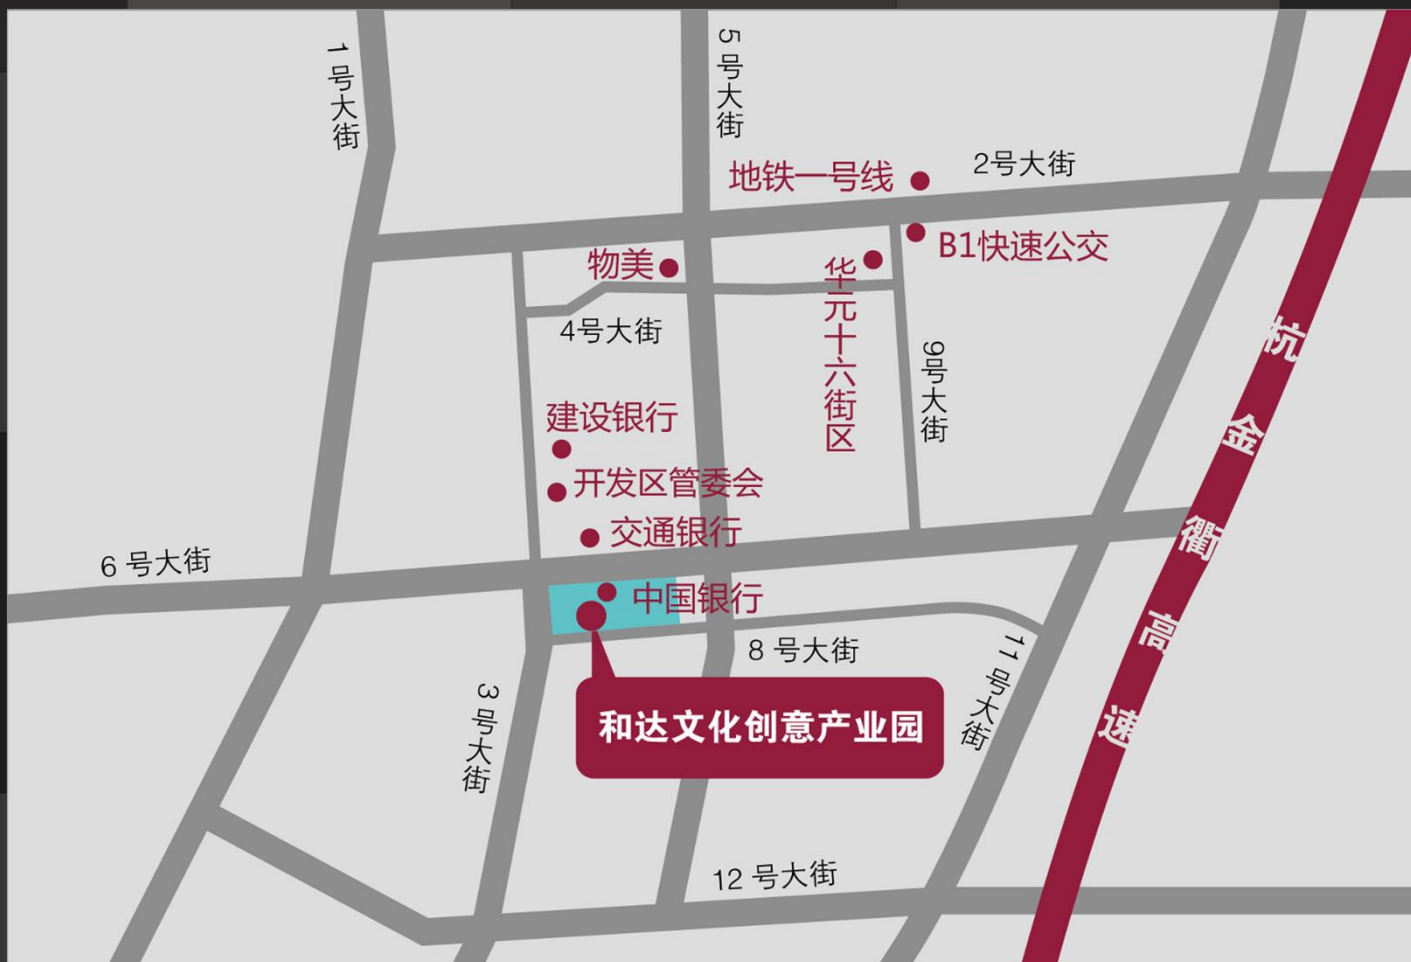 1号大街
5号大街
2号大街
地铁一号线
B1快速公交
物美
华元十六街区
4号大街
9号大街
杭金衢高速
建设银行
开发区管委会
交通银行
6 号大街
中国银行
8 号大街
11 号大街
3 号大街
和达文化创意产业园
12 号大街